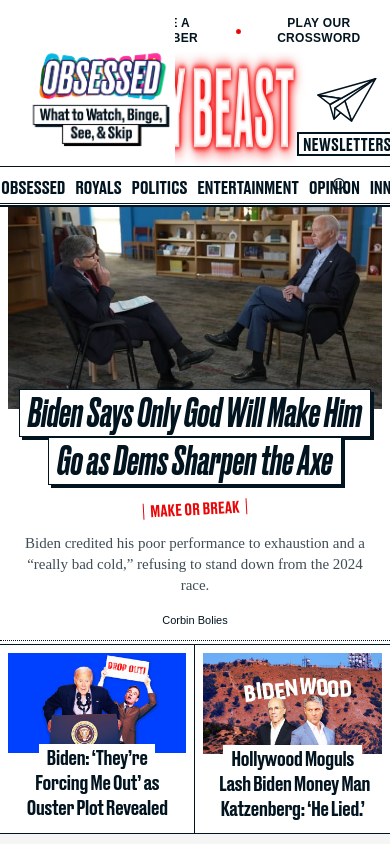 E A
BER
PLAY OUR
CROSSWORD
OBSESSED
What to Watch, Binge,
See, & Skip
Y BEAST
NEWSLETTERS
OBSESSED ROYALS POLITICS ENTERTAINMENT OPINION INN
Biden Says Only God Will Make Him
Go as Dems Sharpen the Axe
MAKE OR BREAK
Biden credited his poor performance to exhaustion and a
“really bad cold,” refusing to stand down from the 2024
race.
Corbin Bolies
DROP OUT!
Biden: ‘They’re
Forcing Me Out’ as
Ouster Plot Revealed
BIDENWOOD
Hollywood Moguls
Lash Biden Money Man
Katzenberg: ‘He Lied.’